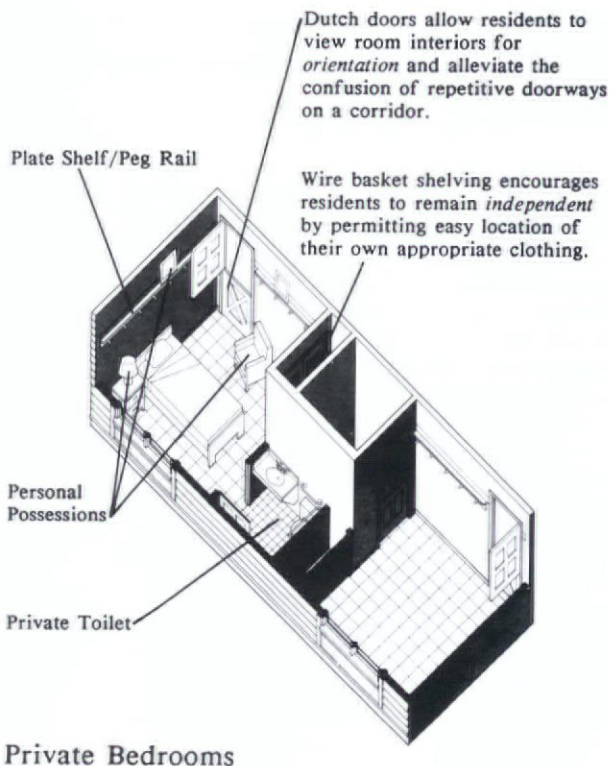 Dutch doors allow residents to
view room interiors for
orientation and alleviate the
confusion of repetitive doorways
on a corridor.
Plate Shelf/Peg Rail
Wire basket shelving encourages
residents to remain independent
by permitting easy location of
their own appropriate clothing.
Personal
Possessions
Private Toilet
Private Bedrooms